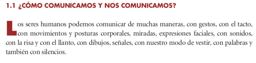 1.1 ¿CÓMO COMUNICAMOS Y NOS COMUNICAMOS?
Los seres humanos podemos comunicar de muchas maneras, con gestos, con el tacto,
con movimientos y posturas corporales, miradas, expresiones faciales, con sonidos,
con la risa y con el llanto, con dibujos, señales, con nuestro modo de vestir, con palabras y
también con silencios.